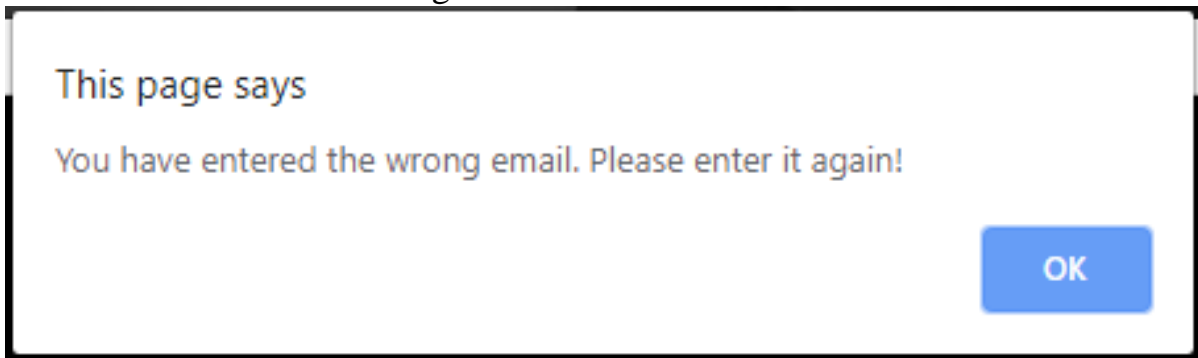 This page says
You have entered the wrong email. Please enter it again!
OK